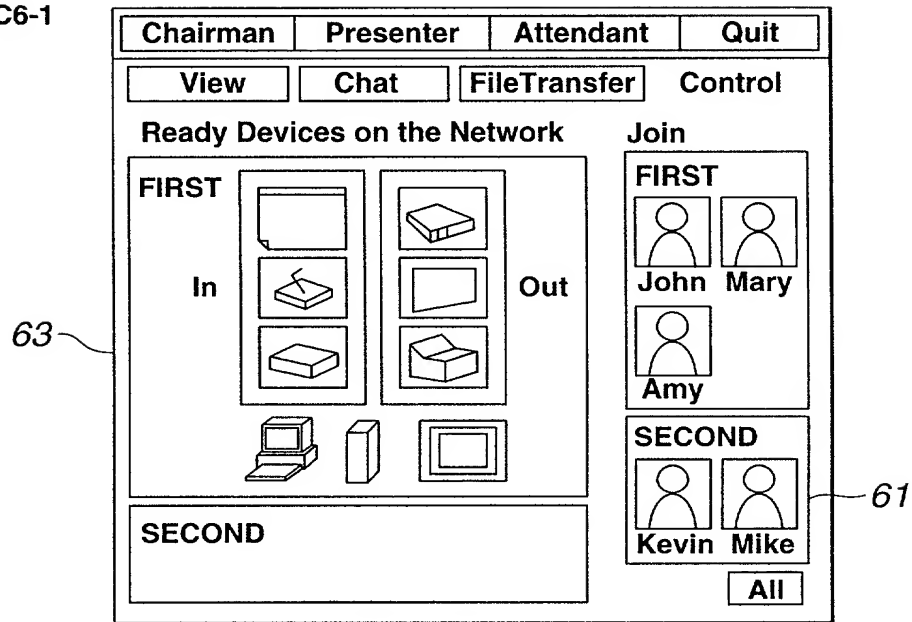 C6-1
Chairman Presenter Attendant Quit
View Chat FileTransfer Control
Ready Devices on the Network
Join
FIRST
In
Out
FIRST
John Mary
Amy
SECOND
Kevin Mike
SECOND
All
63
61